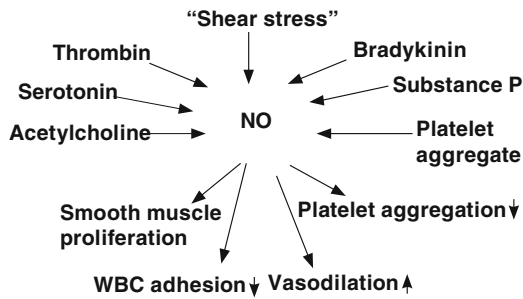 “Shear stress”
Thrombin
Bradykinin
Serotonin
Substance P
Acetylcholine
NO
Platelet
aggregate
Smooth muscle
proliferation
Platelet aggregation
WBC adhesion
Vasodilation